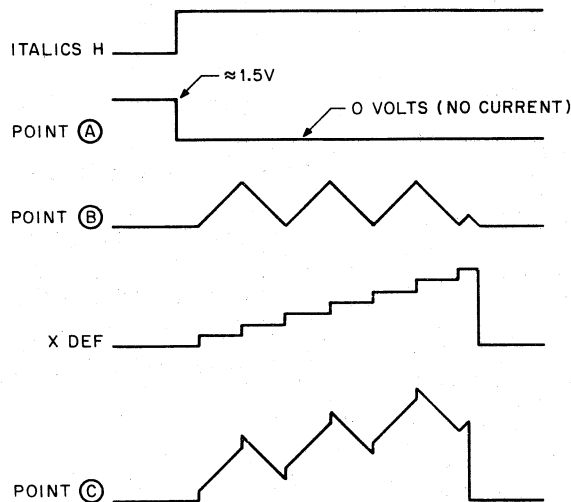 ITALICS H
≈1.5V
0 VOLTS (NO CURRENT)
POINT Ⓐ
POINT Ⓑ
X DEF
POINT Ⓒ